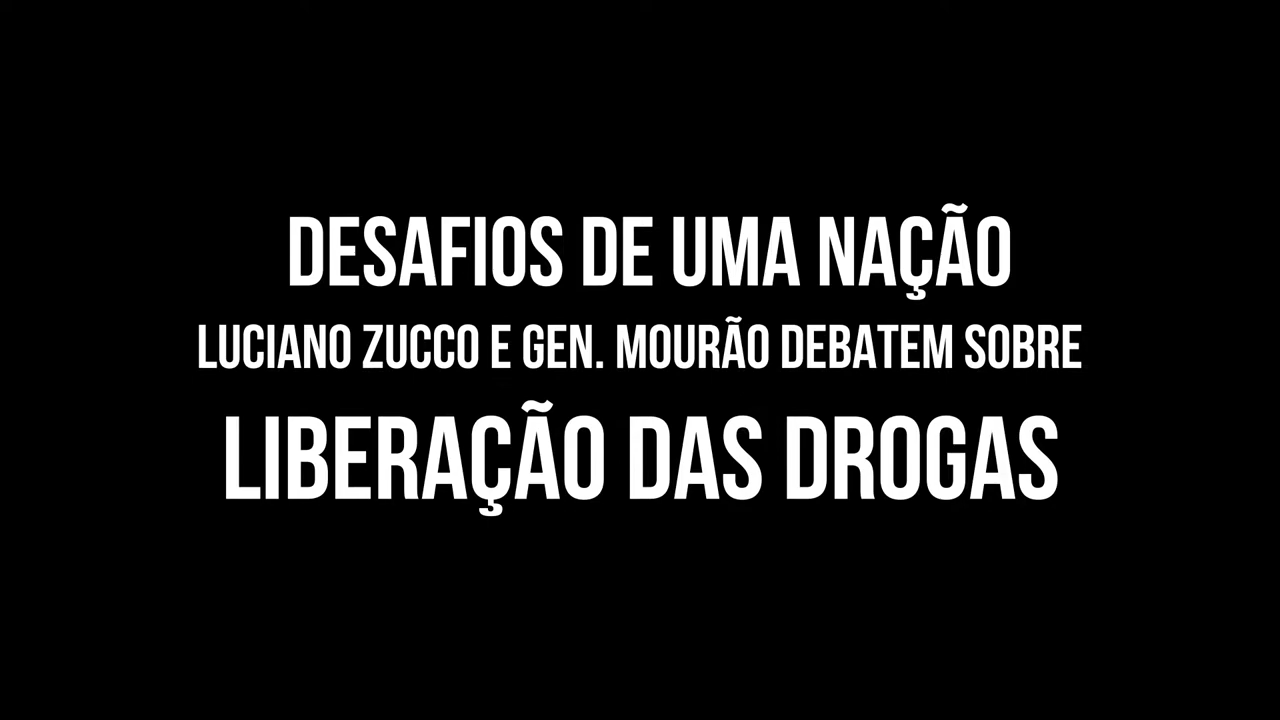 DESAFIOS DE UMA NAÇÃO
LUCIANO ZUCCO E GEN. MOURÃO DEBATEM SOBRE
LIBERAÇÃO DAS DROGAS